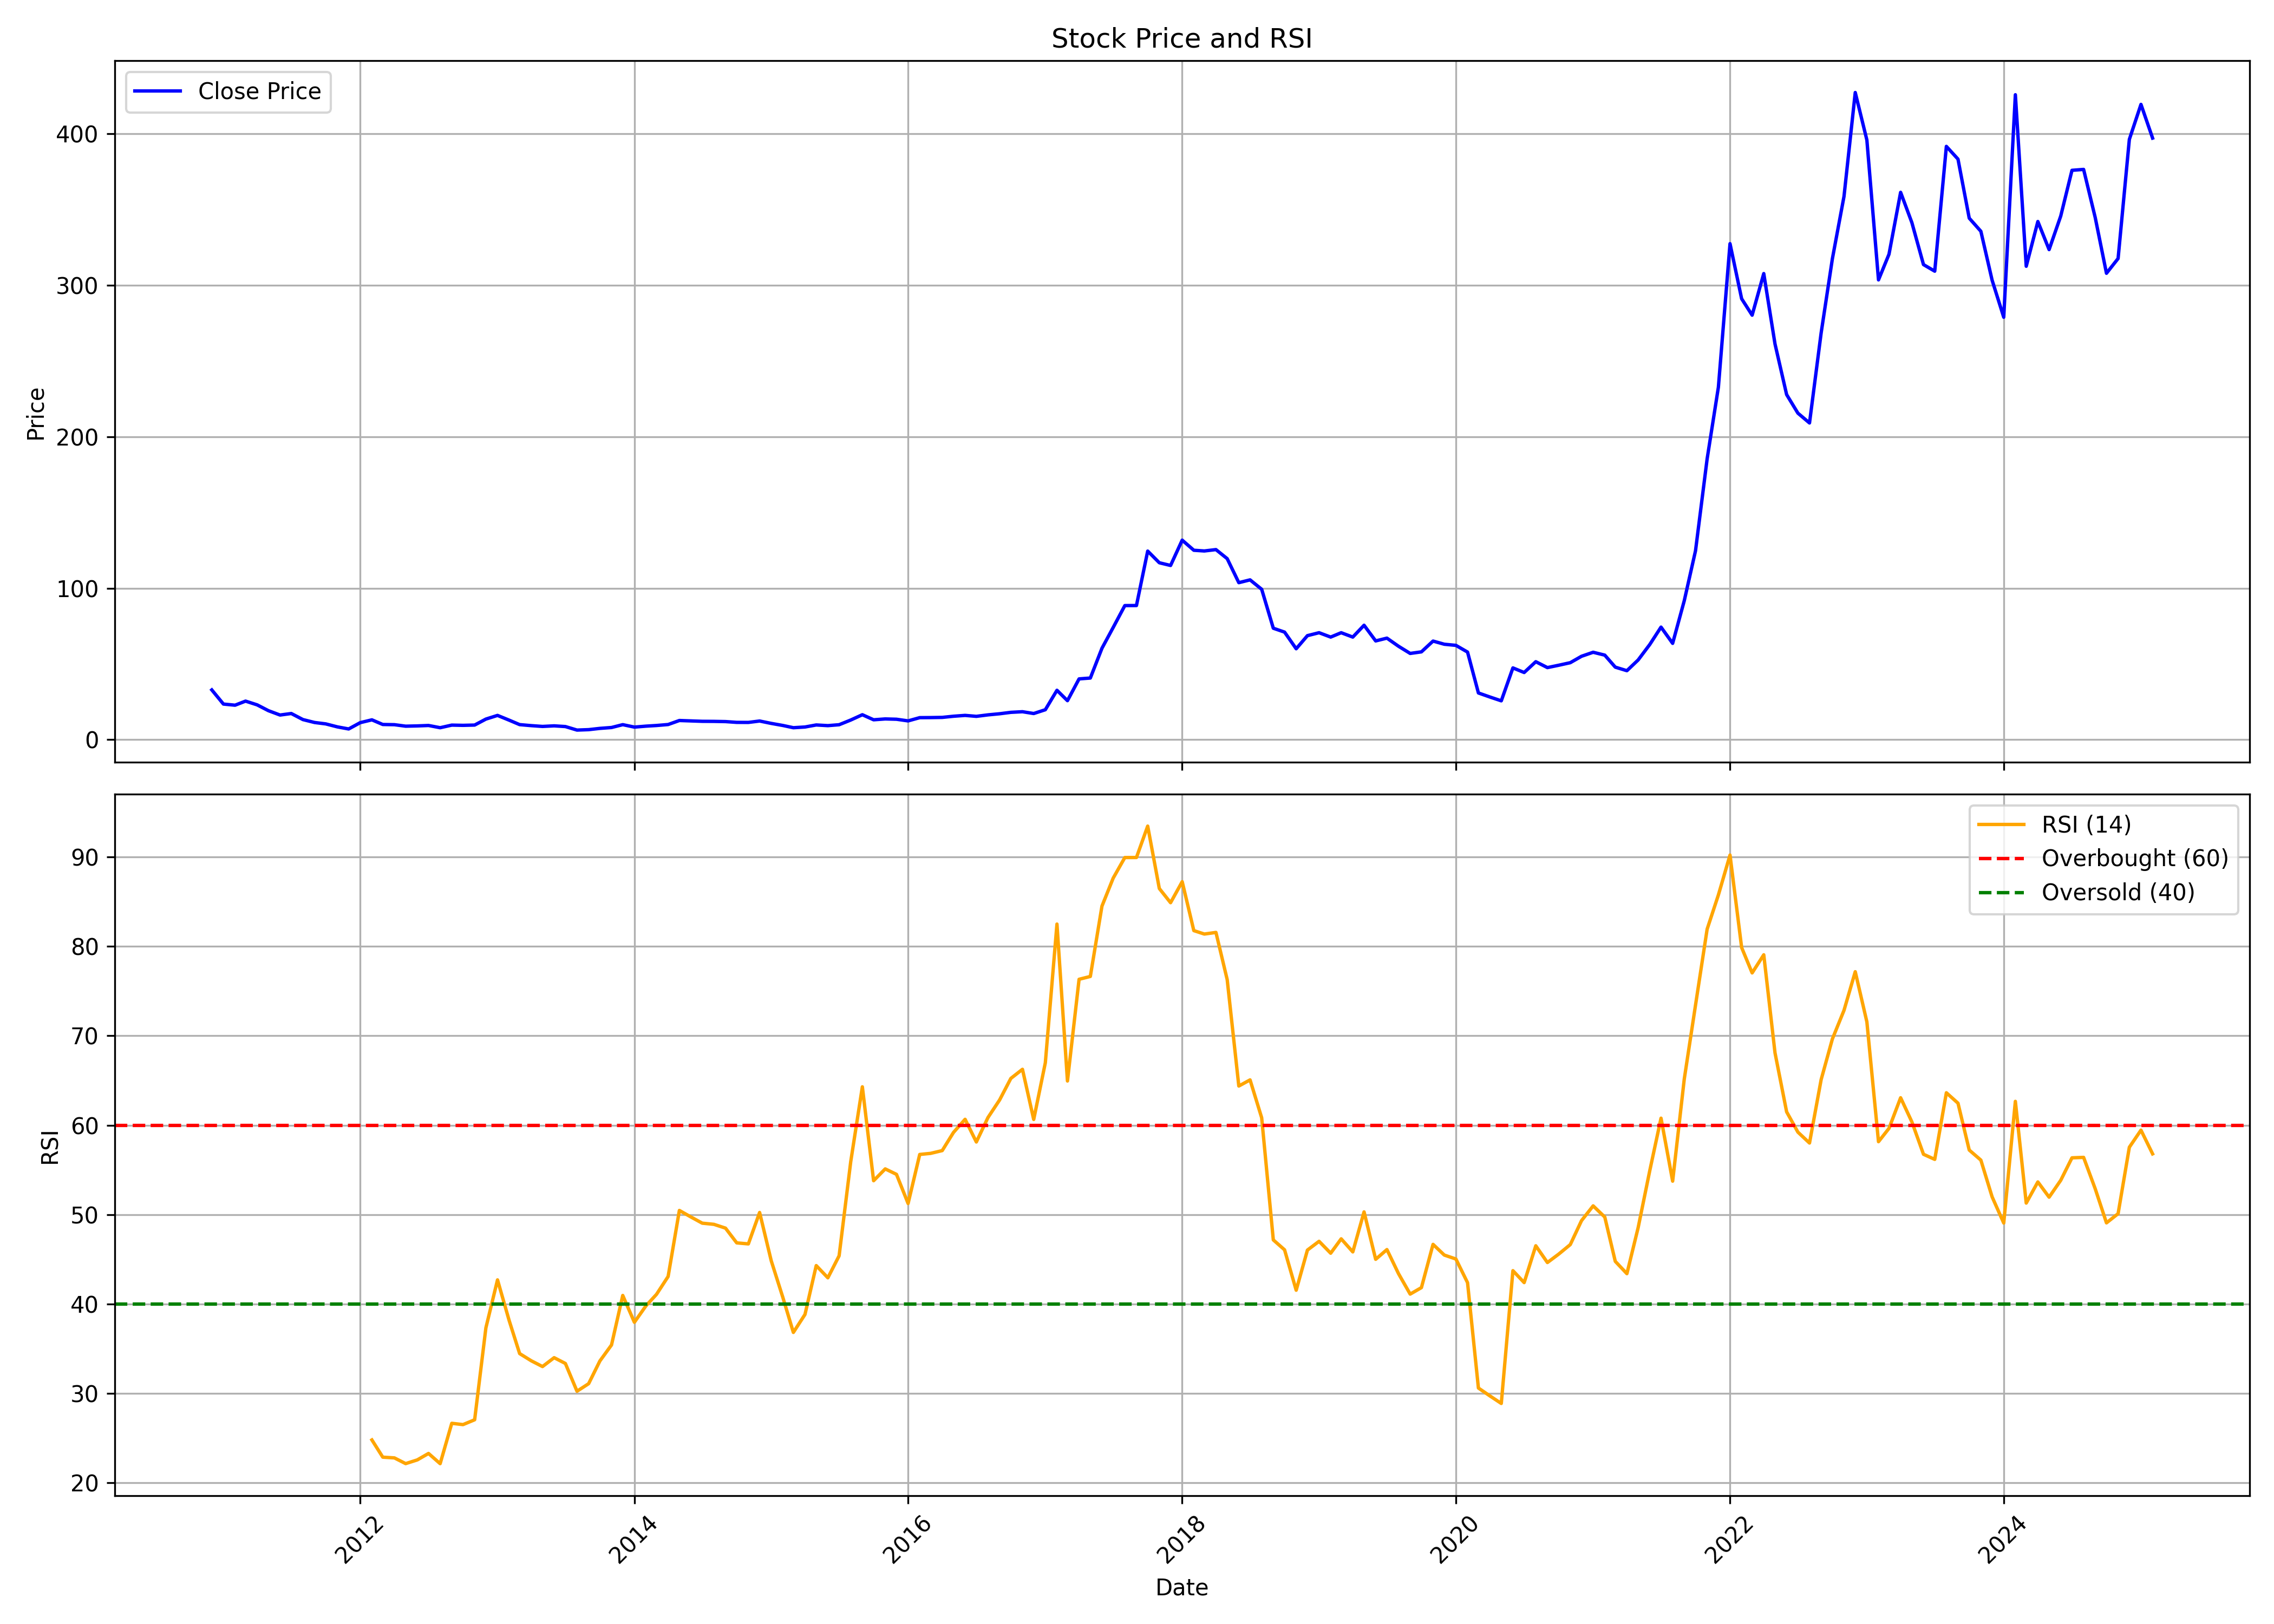 Stock Price and RSI
Close Price
400
300
200
100
0
Price
RSI (14)
Overbought (60)
Oversold (40)
90
80
70
60
50
40
30
20
RSI
2012
2014
2016
2018
2020
2022
2024
Date